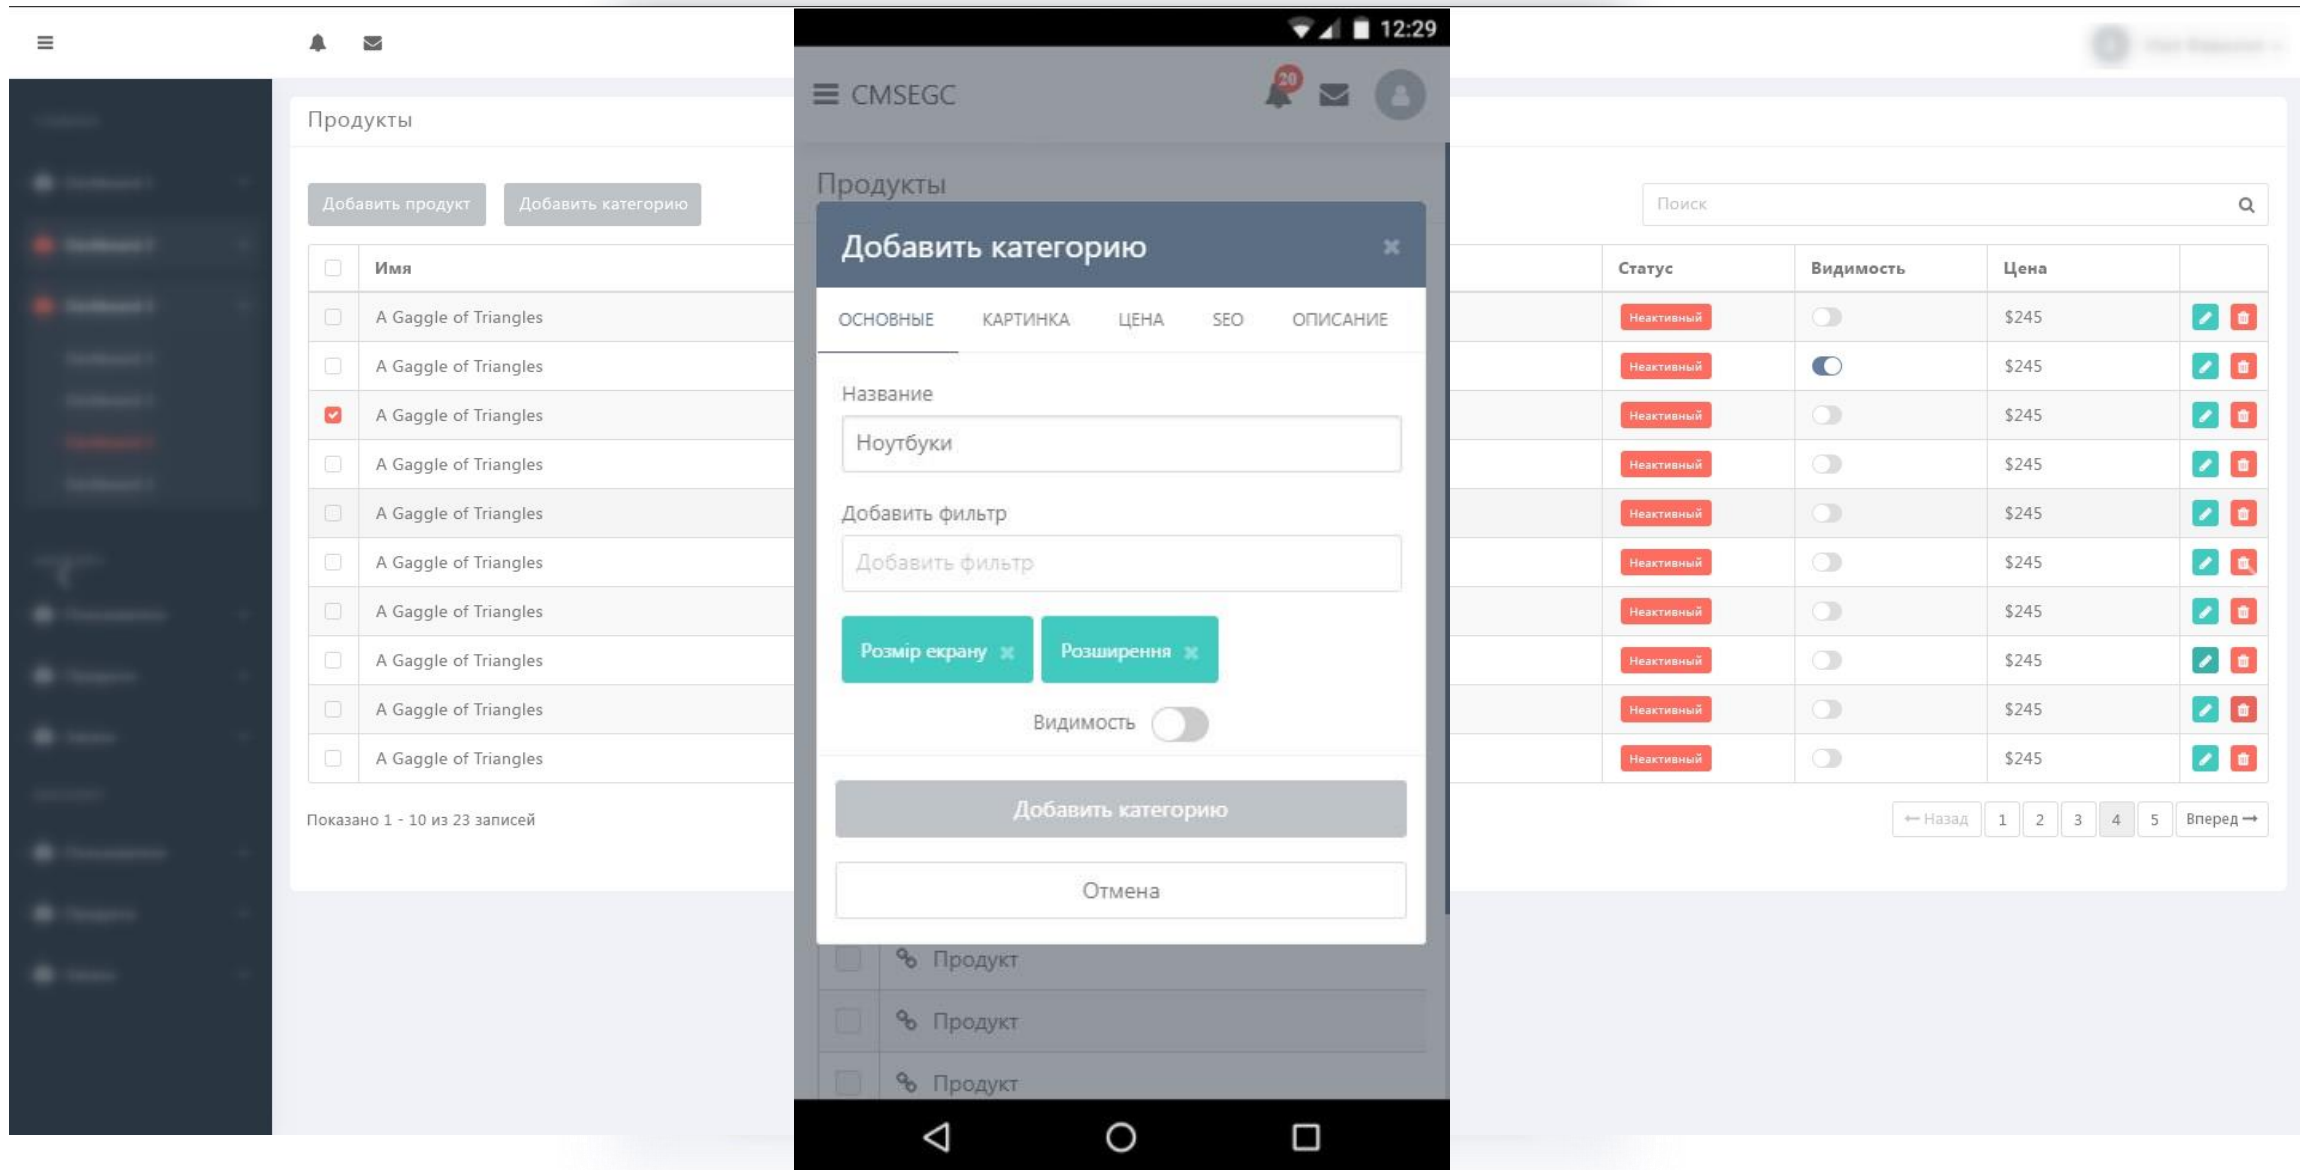 12:29
CMSEGC
20
Продукты
Продукты
Добавить продукт
Добавить категорию
Поиск
Добавить категорию
Имя
Статус
Видимость
Цена
ОСНОВНЫЕ КАРТИНКА ЦЕНА SEO ОПИСАНИЕ
A Gaggle of Triangles
Неактивный
$245
A Gaggle of Triangles
Неактивный
$245
A Gaggle of Triangles
Неактивный
$245
A Gaggle of Triangles
Неактивный
$245
A Gaggle of Triangles
Неактивный
$245
A Gaggle of Triangles
Неактивный
$245
A Gaggle of Triangles
Неактивный
$245
A Gaggle of Triangles
Неактивный
$245
A Gaggle of Triangles
Неактивный
$245
A Gaggle of Triangles
Неактивный
$245
Название
Ноутбуки
Добавить фильтр
Добавить фильтр
Розмір екрану
Розширення
Видимость
Добавить категорию
Отмена
Показано 1 - 10 из 23 записей
← Назад 1 2 3 4 5 Вперед →
Продукт
Продукт
Продукт